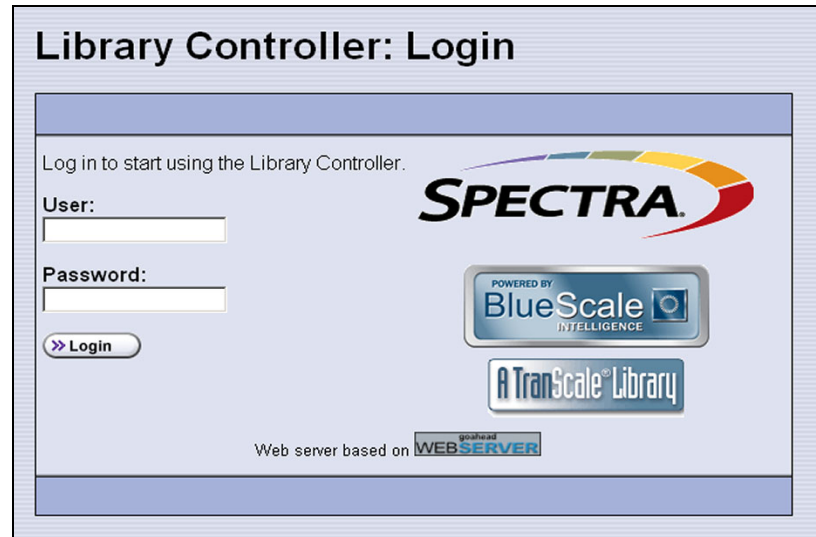 Library Controller: Login
Log in to start using the Library Controller.
SPECTRA
User:
Password:
POWERED BY
BlueScale
INTELLIGENCE
Login
A TranScale® Library
goahead
Web server based on WEBSERVER